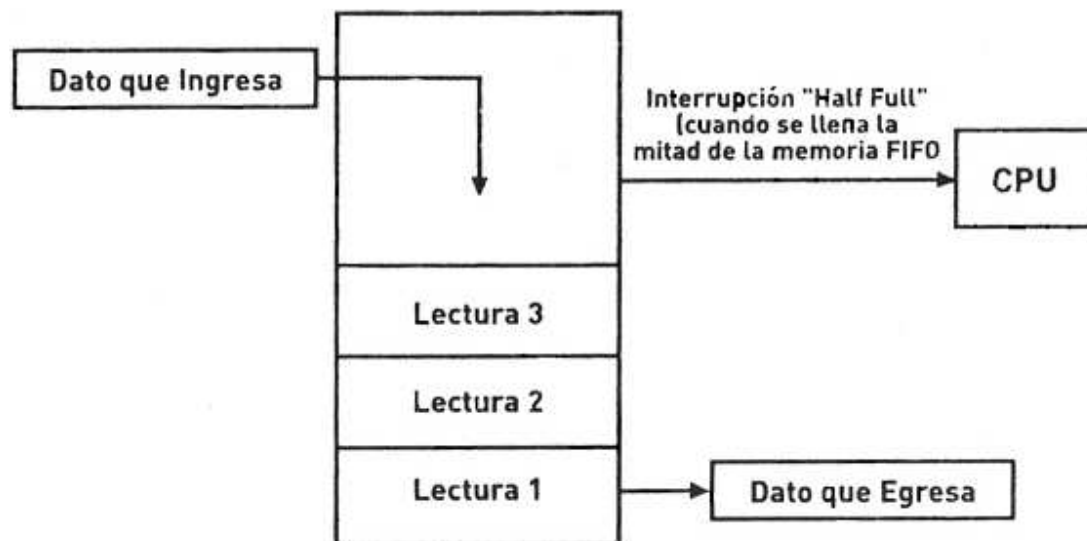 Dato que Ingresa
Interrupción "Half Full"
(cuando se llena la
mitad de la memoria FIFO
CPU
Lectura 3
Lectura 2
Lectura 1
Dato que Egresa